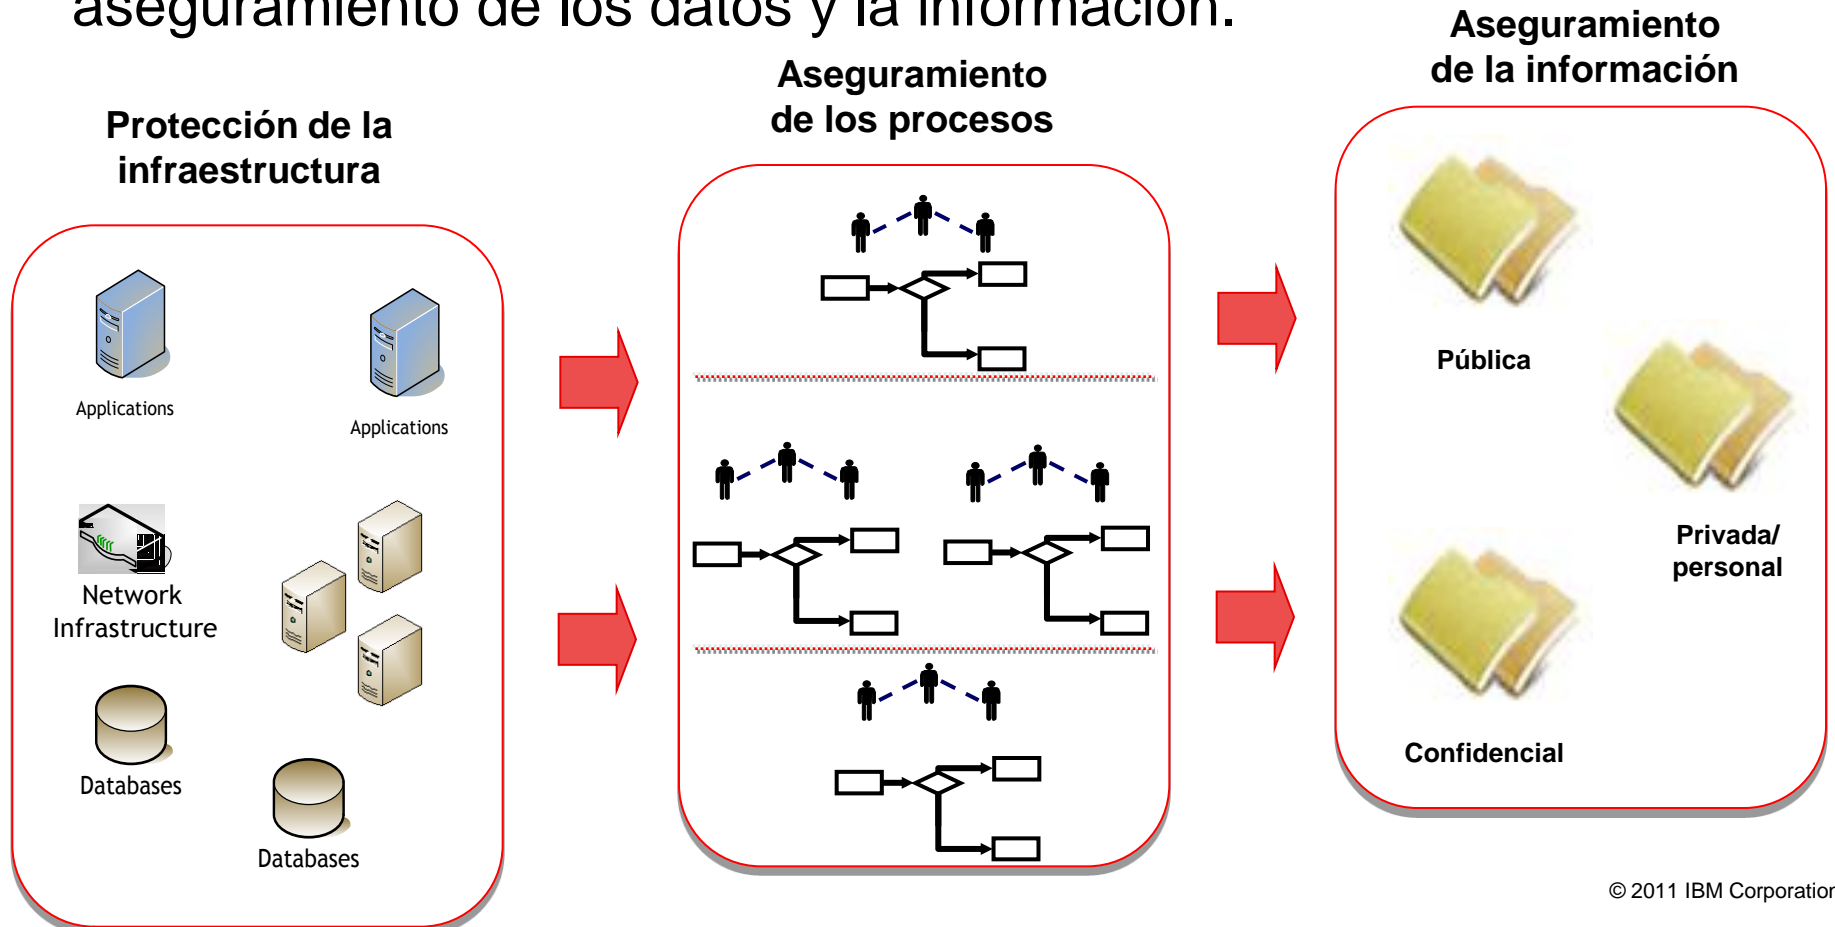 aseguramiento de los datos y la información.
Protección de la
infraestructura
Applications
Applications
Network
Infrastructure
Databases
Databases
Aseguramiento
de los procesos
Aseguramiento
de la información
Pública
Privada/
personal
Confidencial
© 2011 IBM Corporation